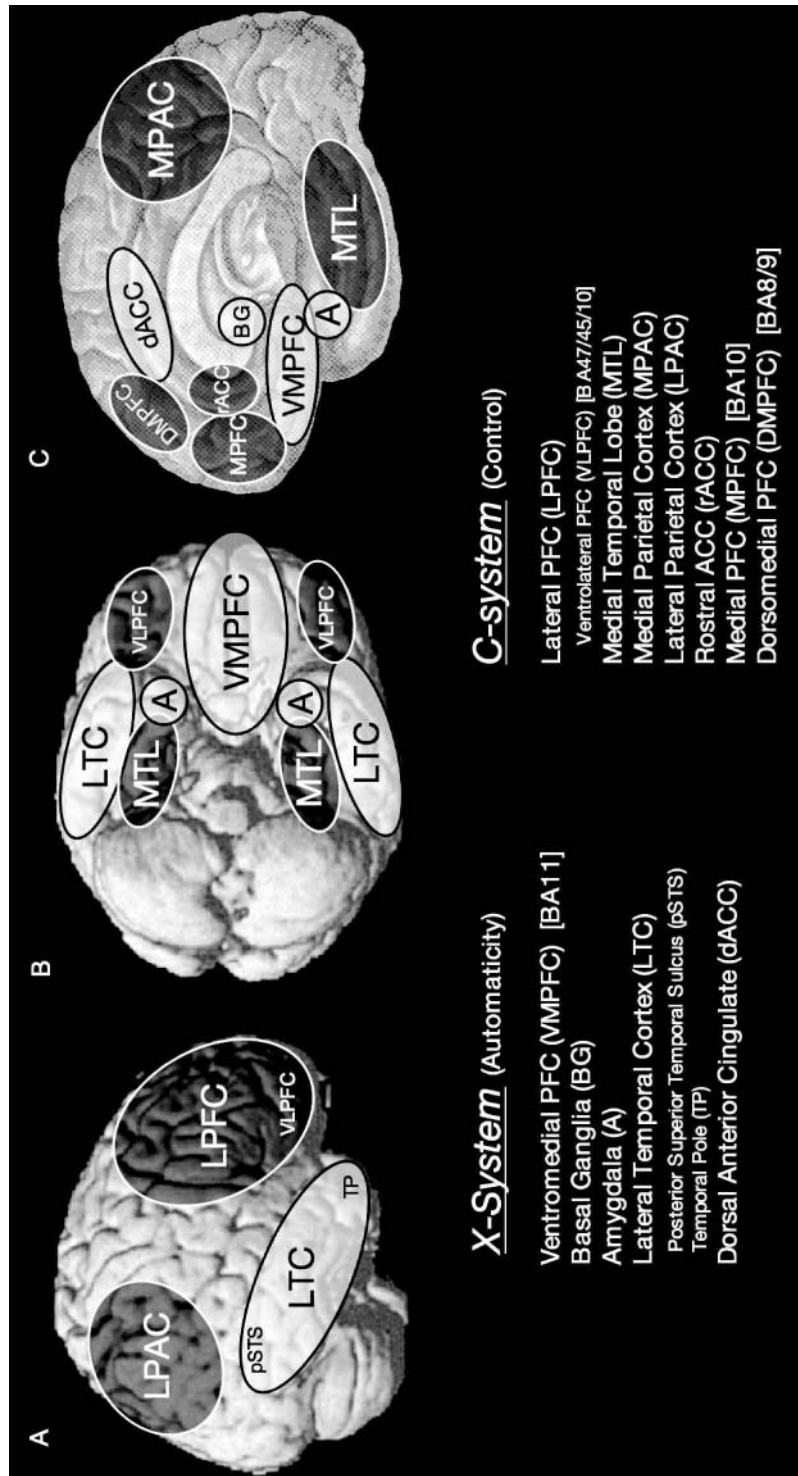 A
LPAC
LPFC
VLPFC
pSTS
LTC
TP
B
LTC
VLPFC
MTL
A
VMPFC
MTL
A
VLPFC
LTC
C
DMPFC
dACC
MPAC
MPFC
rACC
BG
VMPFC
A
MTL
X-System (Automaticity)
Ventromedial PFC (VMPFC) [BA11]
Basal Ganglia (BG)
Amygdala (A)
Lateral Temporal Cortex (LTC)
Posterior Superior Temporal Sulcus (pSTS)
Temporal Pole (TP)
Dorsal Anterior Cingulate (dACC)
C-system (Control)
Lateral PFC (LPFC)
Ventrolateral PFC (VLPFC) [BA47/45/10]
Medial Temporal Lobe (MTL)
Medial Parietal Cortex (MPAC)
Lateral Parietal Cortex (LPAC)
Rostral ACC (rACC)
Medial PFC (MPFC) [BA10]
Dorsomedial PFC (DMPFC) [BA8/9]